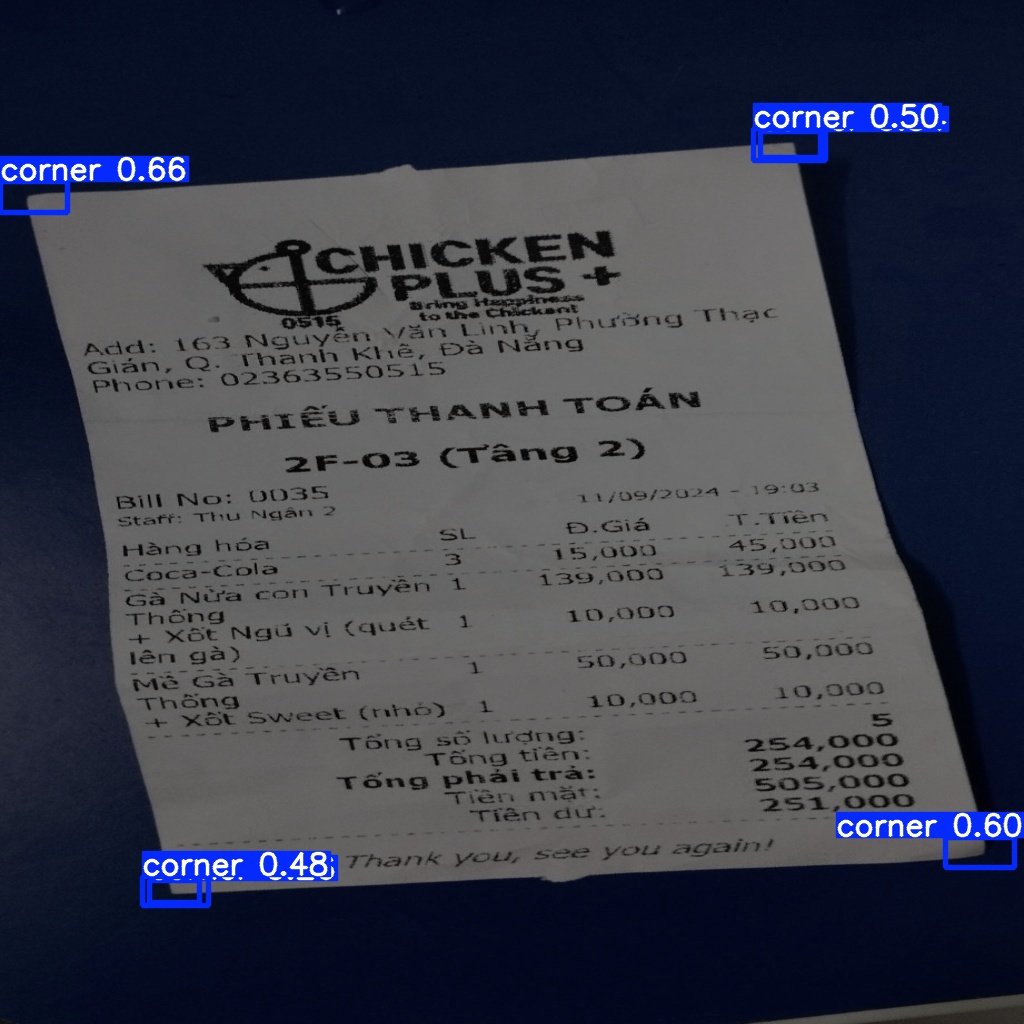 corner 0.50
corner 0.66
CHICKEN
PLUS +
Bring Happiness
to the Chickent
0515
Add: 163 Nguyễn Văn Linh, Phường Thạc
Gián, Q. Thanh Khê, Đà Nẵng
Phone: 02363550515
PHIẾU THANH TOÁN
2F-03 (Tầng 2)
Bill No: 0035 11/09/2024 - 19:03
Staff: Thu Ngân 2
Hàng hóa SL Đ.Giá T.Tiền
Coca-Cola 3 15,000 45,000
Gà Nửa con Truyền 1 139,000 139,000
Thống
+ Xốt Ngũ vị (quét 1 10,000 10,000
lên gà)
Mề Gà Truyền 1 50,000 50,000
Thống
+ Xốt Sweet (nhỏ) 1 10,000 10,000
Tổng số lượng: 5
Tổng tiền: 254,000
Tổng phải trả: 254,000
Tiền mặt: 505,000
Tiền dư: 251,000
corner 0.60
Thank you, see you again!
corner 0.48